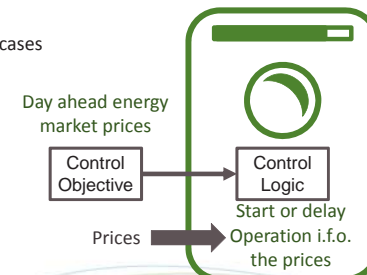 cases
Day ahead energy
market prices
Control
Objective
Control
Logic
Start or delay
Prices
Operation i.f.o.
the prices